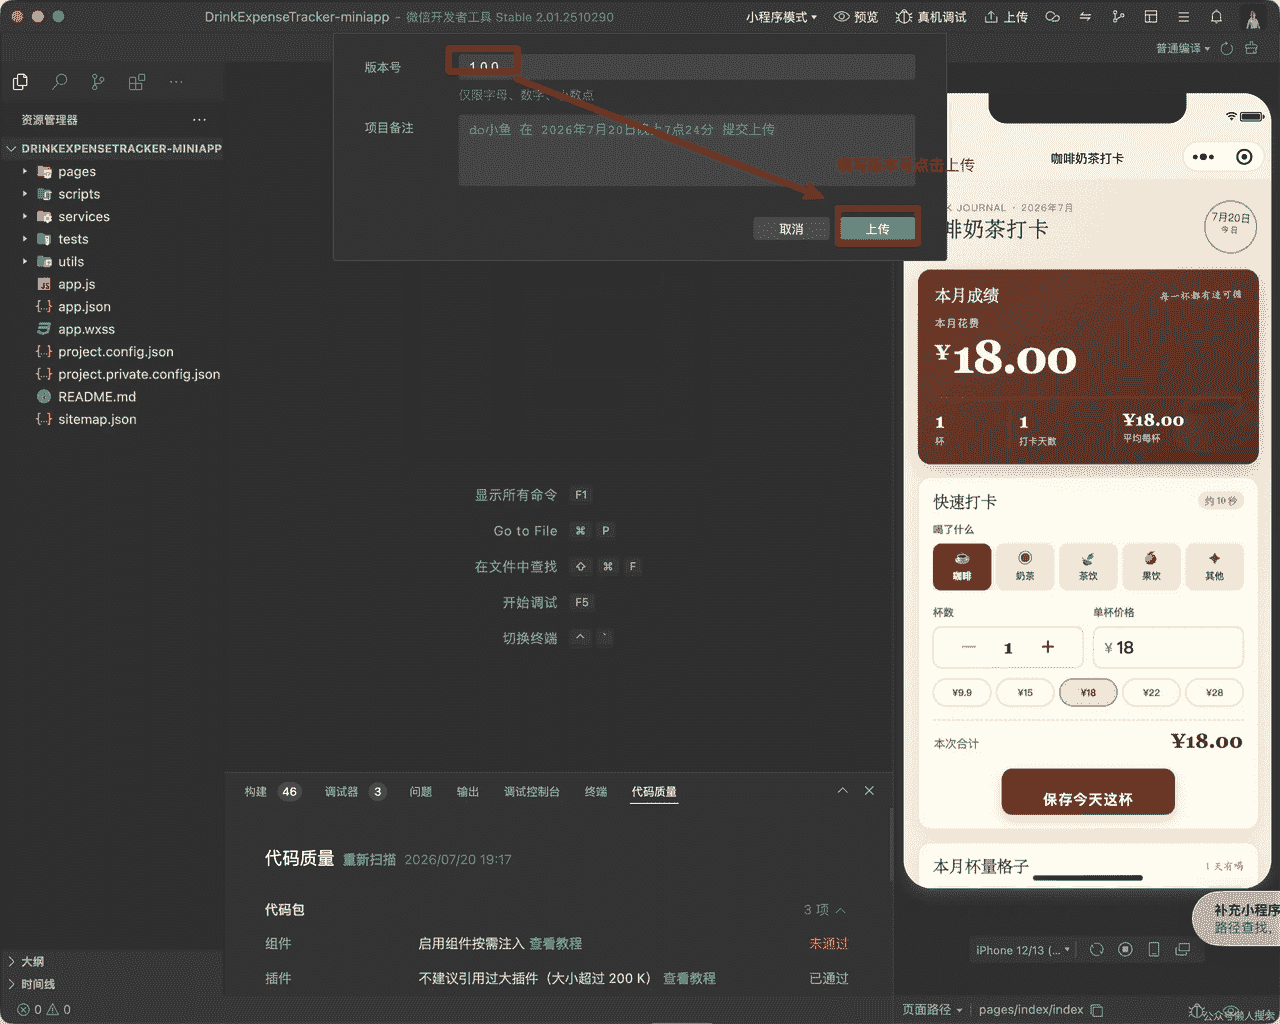 DrinkExpenseTracker-miniapp - 微信开发者工具 Stable 2.01.2510290
小程序模式 预览 真机调试 上传
普通编译
版本号 1.0.0
仅限字母、数字、小数点
项目备注 do小鱼 在 2026年7月20日晚上7点24分 提交上传
填写版本号点击上传
取消 上传
资源管理器
DRINKEXPENSETRACKER-MINIAPP
pages
scripts
services
tests
utils
app.js
app.json
app.wxss
project.config.json
project.private.config.json
README.md
sitemap.json
大纲
时间线
0 0
显示所有命令 F1
Go to File ⌘ P
在文件中查找 ⇧ ⌘ F
开始调试 F5
切换终端 ^ `
构建 46 调试器 3 问题 输出 调试控制台 终端 代码质量
代码质量 重新扫描 2026/07/20 19:17
代码包 3 项
组件 启用组件按需注入 查看教程 未通过
插件 不建议引用过大插件（大小超过 200 K） 查看教程 已通过
咖啡奶茶打卡
K JOURNAL · 2026年7月
啡奶茶打卡
7月20日
今日
本月成绩
每一杯都有迹可循
本月花费
¥18.00
1 1 ¥18.00
杯 打卡天数 平均每杯
快速打卡 约 10 秒
喝了什么
咖啡 奶茶 茶饮 果饮 其他
杯数 单杯价格
— 1 + ¥ 18
¥9.9 ¥15 ¥18 ¥22 ¥28
本次合计 ¥18.00
保存今天这杯
本月杯量格子 1 天有喝
补充小程序
路径查找,
iPhone 12/13 (...
页面路径 pages/index/index
公众号懒人搜索